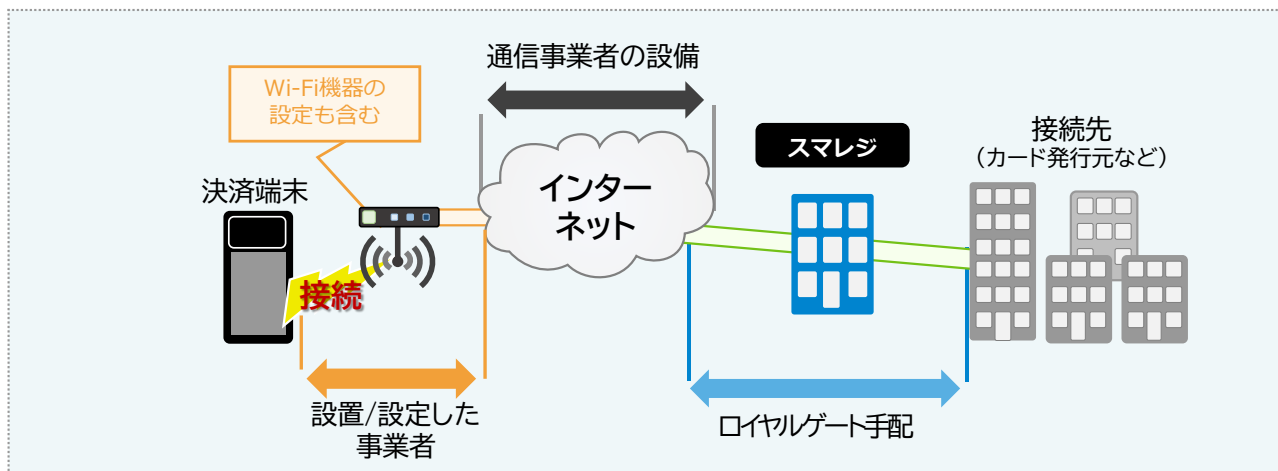 通信事業者の設備
Wi-Fi機器の
設定も含む
スマレジ
接続先
（カード発行元など）
決済端末
インター
ネット
接続
設置/設定した
事業者
ロイヤルゲート手配